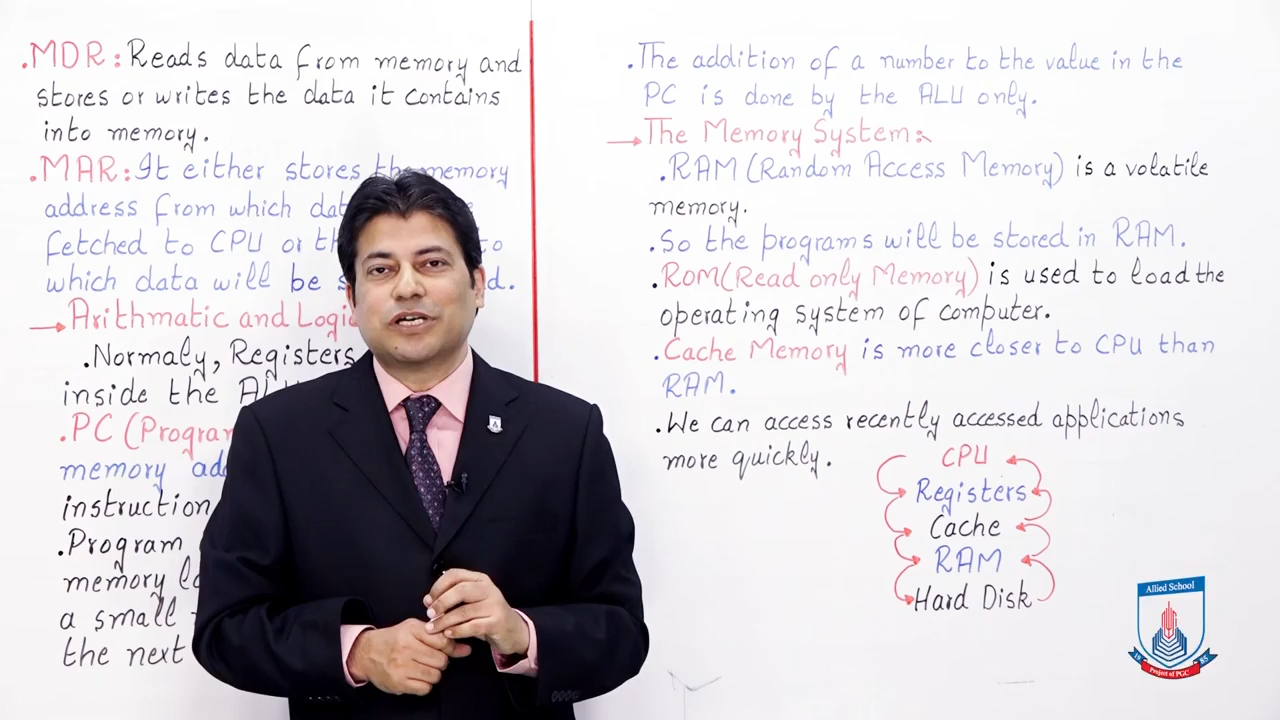 .MDR: Reads data from memory and
stores or writes the data it contains
into memory.
.MAR: It either stores the memory
address from which
fetched to CPU or to
which data will be
→Arithmatic and
.Normaly, Registers
inside the
.PC (
memory
instruction
.Program
memory
a small
the next
.The addition of a number to the value in the
PC is done by the ALU only.
→The Memory System:
.RAM (Random Access Memory) is a volatile
memory.
.So the programs will be stored in RAM.
.ROM(Read only Memory) is used to load the
operating system of computer.
.Cache Memory is more closer to CPU than
RAM.
.We can access recently accessed applications
more quickly.
CPU
Registers
Cache
RAM
Hard Disk
Allied School
1985
Project of PGC